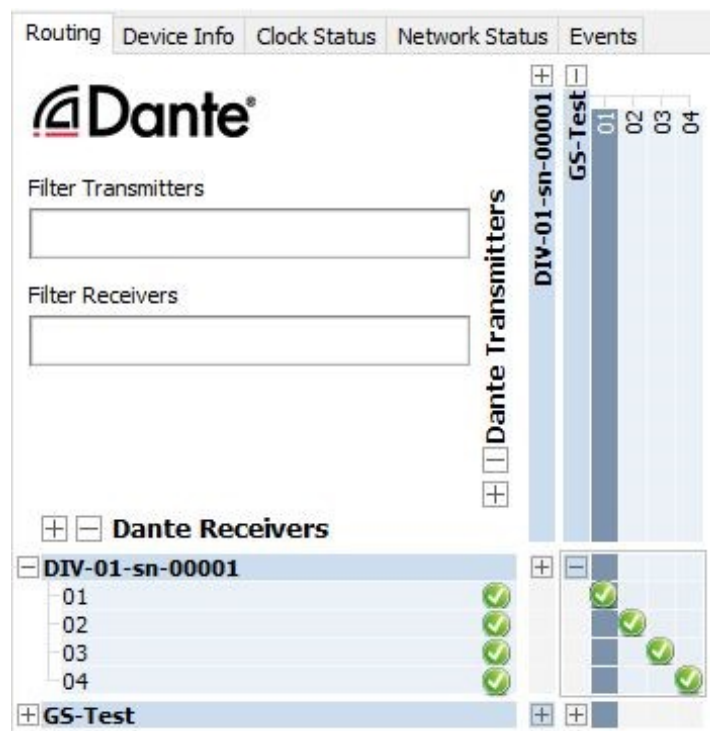 Routing Device Info Clock Status Network Status Events
Dante®
Filter Transmitters
Filter Receivers
Dante Transmitters
DIV-01-sn-00001
GS-Test
01
02
03
04
Dante Receivers
DIV-01-sn-00001
01
02
03
04
GS-Test